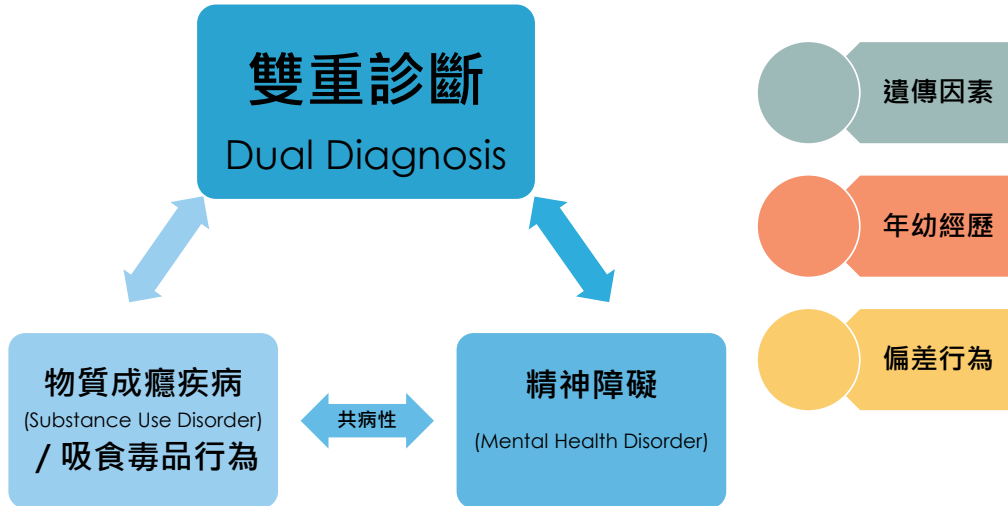 雙重診斷
Dual Diagnosis
物質成癮疾病
(Substance Use Disorder)
/ 吸食毒品行為
共病性
精神障礙
(Mental Health Disorder)
遺傳因素
年幼經歷
偏差行為